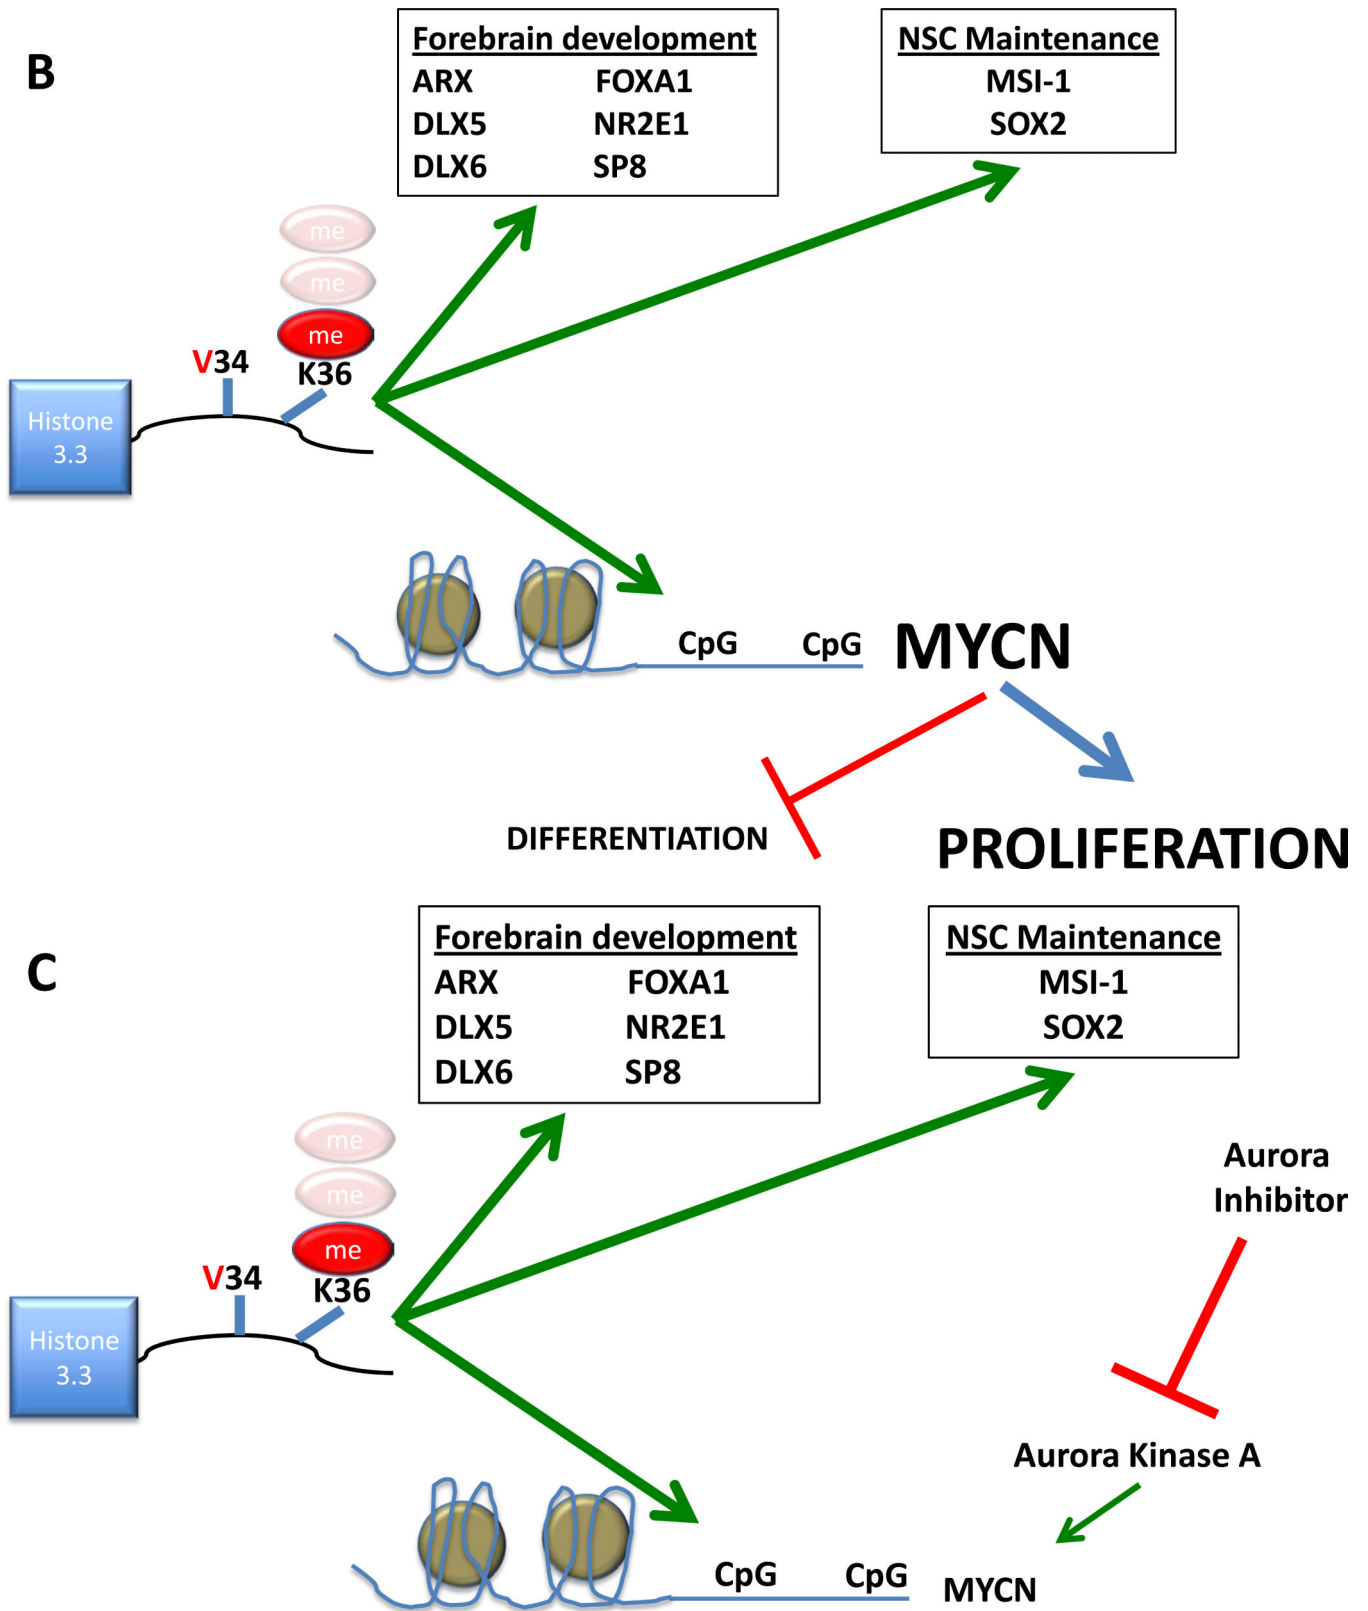 B
Forebrain development
ARX FOXA1
DLX5 NR2E1
DLX6 SP8
NSC Maintenance
MSI-1
SOX2
me
me
me
V34
K36
Histone
3.3
CpG CpG MYCN
DIFFERENTIATION
PROLIFERATION
C
Forebrain development
ARX FOXA1
DLX5 NR2E1
DLX6 SP8
NSC Maintenance
MSI-1
SOX2
me
me
me
V34
K36
Histone
3.3
Aurora
Inhibitor
Aurora Kinase A
CpG CpG MYCN